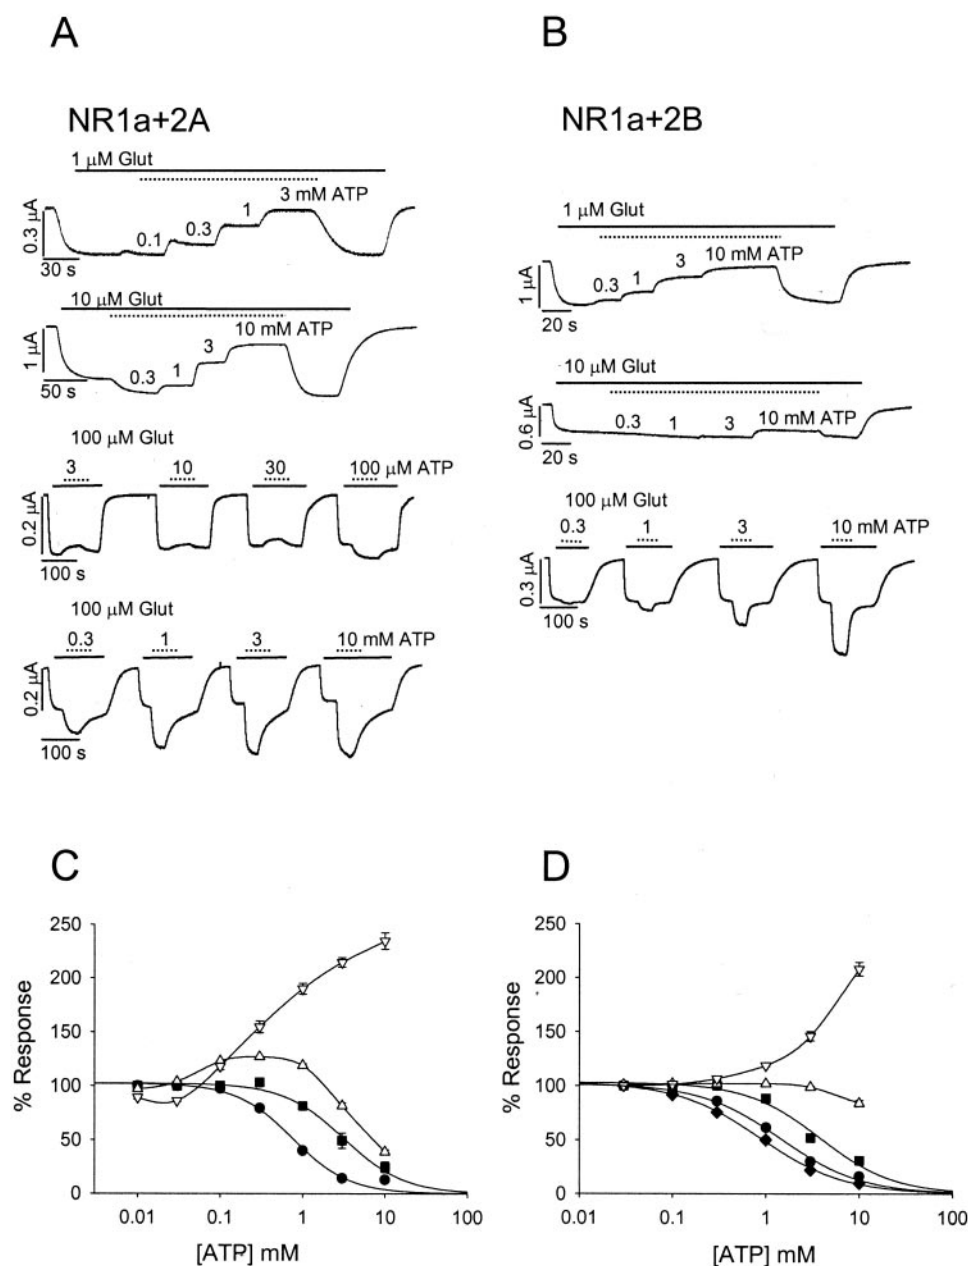 A
NR1a+2A
1 μM Glut
3 mM ATP
1
0.3
0.1
0.3 μA
30 s
10 μM Glut
10 mM ATP
3
1
0.3
1 μA
50 s
100 μM Glut
3 10 30 100 μM ATP
0.2 μA
100 s
100 μM Glut
0.3 1 3 10 mM ATP
0.2 μA
100 s
B
NR1a+2B
1 μM Glut
10 mM ATP
3
1
0.3
1 μA
20 s
10 μM Glut
0.3 1 3 10 mM ATP
0.6 μA
20 s
100 μM Glut
0.3 1 3 10 mM ATP
0.3 μA
100 s
C
250
200
150
100
50
0
% Response
0.01 0.1 1 10 100
[ATP] mM
D
250
200
150
100
50
0
% Response
0.01 0.1 1 10 100
[ATP] mM